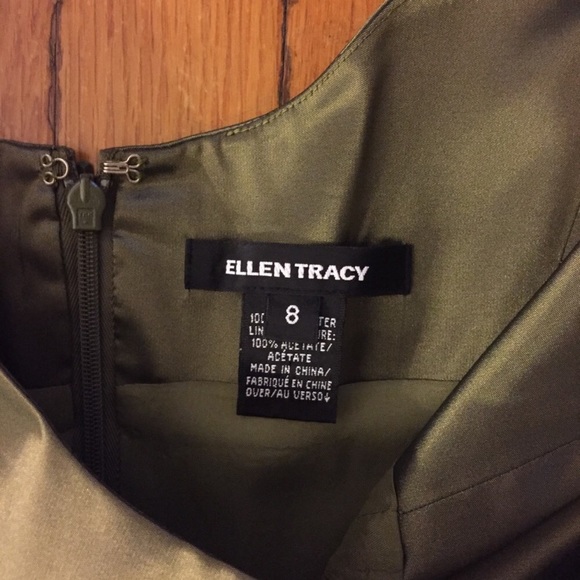 ELLEN TRACY
8
100% ACETATE/
ACÉTATE
MADE IN CHINA/
FABRIQUÉ EN CHINE
OVER/AU VERSO↓